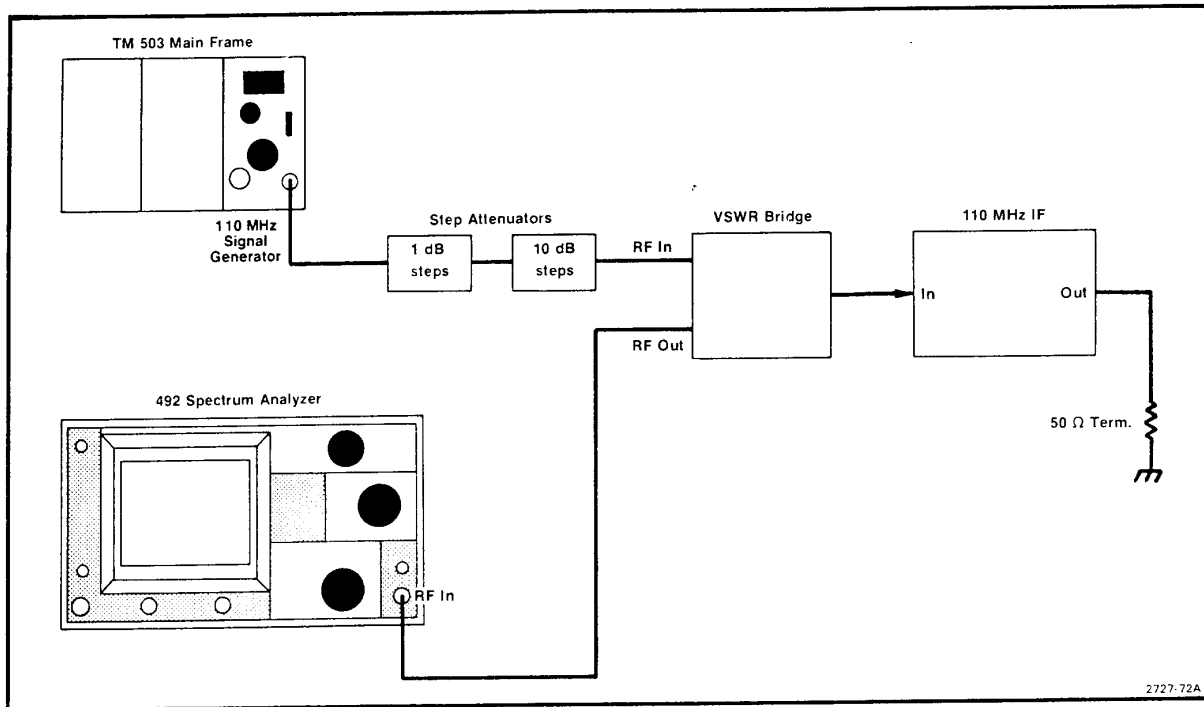 TM 503 Main Frame
110 MHz
Signal
Generator
Step Attenuators
1 dB
steps
10 dB
steps
RF In
VSWR Bridge
RF Out
110 MHz IF
In
Out
50 Ω Term.
492 Spectrum Analyzer
RF In
2727-72A